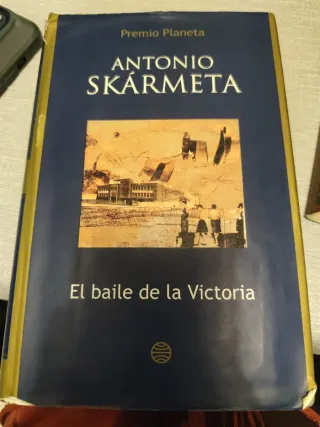 Premio Planeta
ANTONIO
SKÁRMETA
El baile de la Victoria